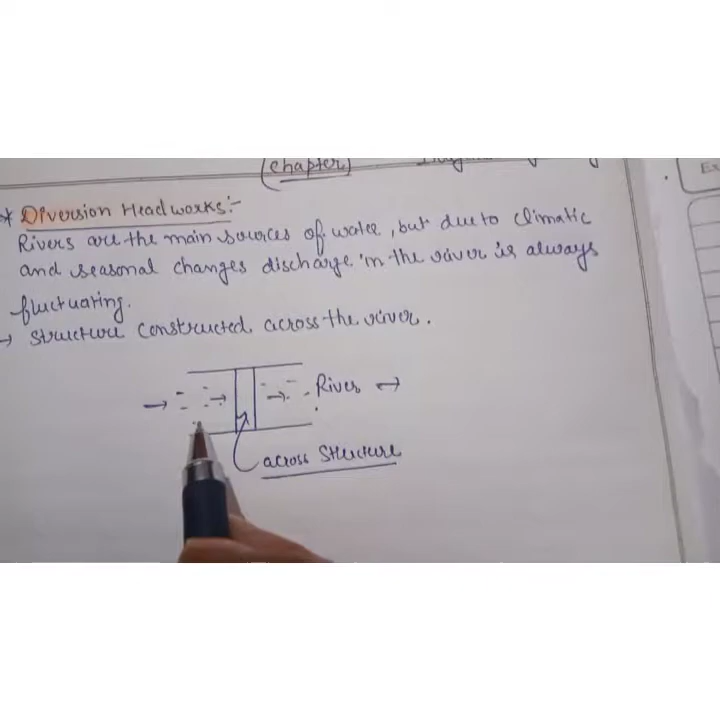 (Chapter)
* Diversion Headworks:-
Rivers are the main sources of water, but due to climatic
and seasonal changes discharge in the river is always
fluctuating.
→ Structure constructed across the river.
River
across Structure
Ex